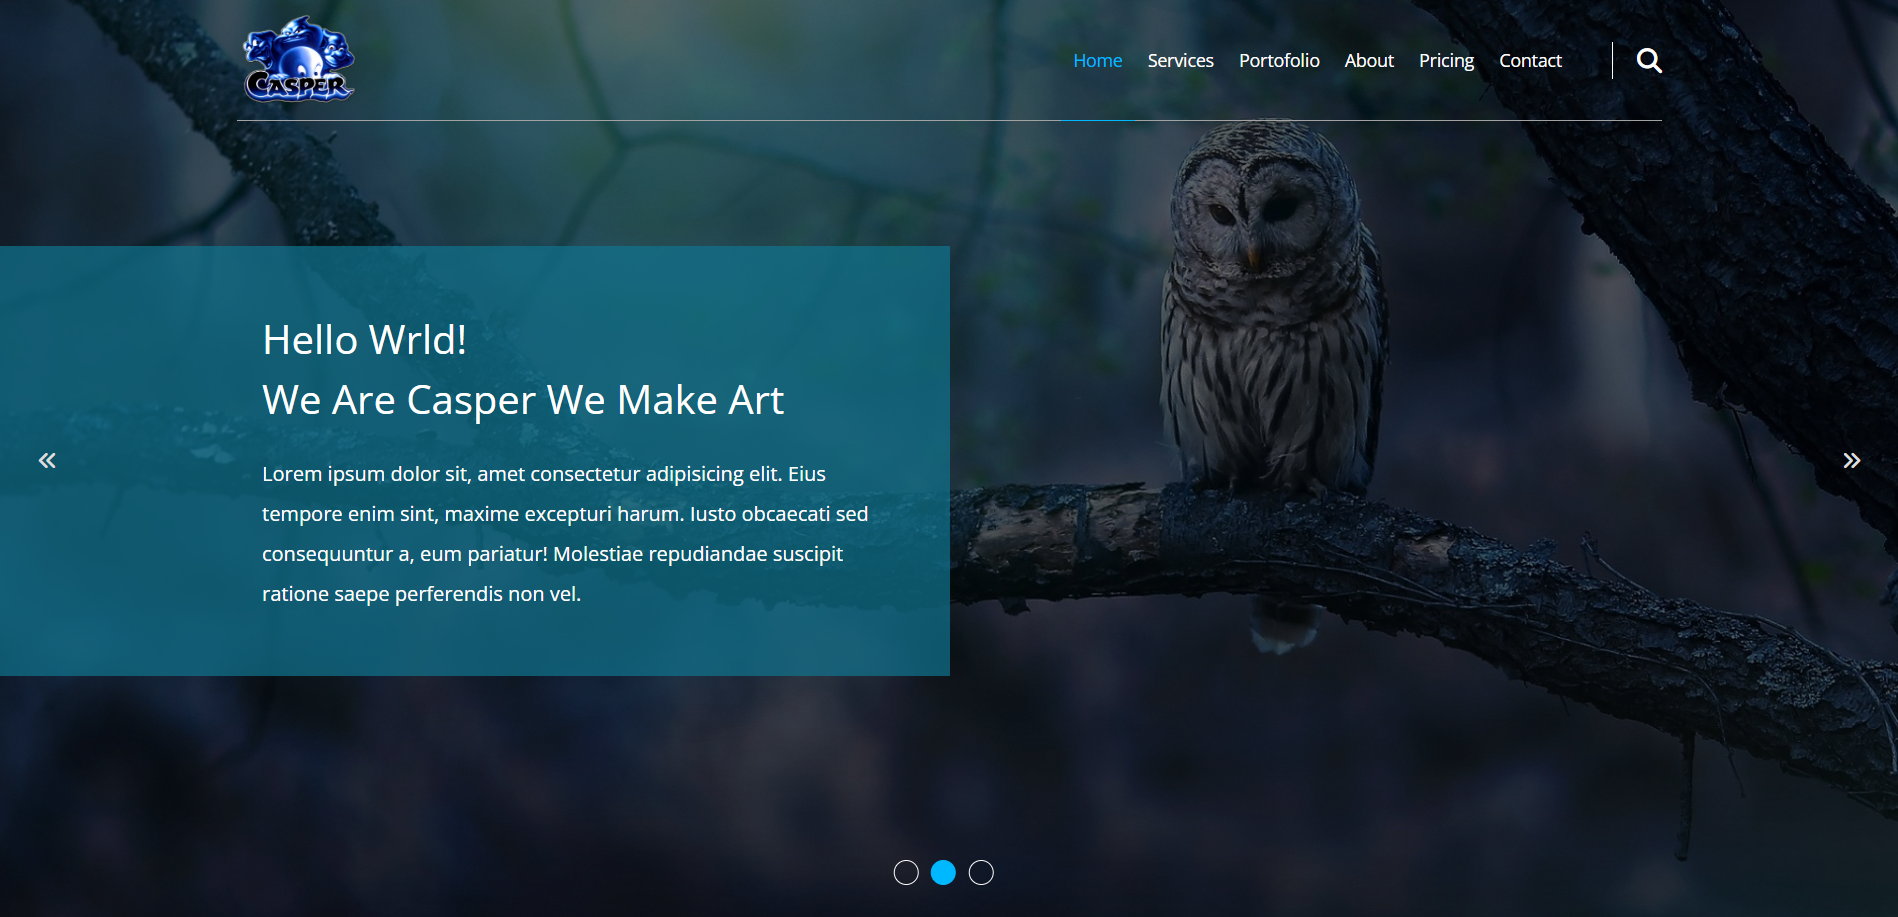 CASPER
Home Services Portofolio About Pricing Contact
Hello Wrld!
We Are Casper We Make Art
Lorem ipsum dolor sit, amet consectetur adipisicing elit. Eius
tempore enim sint, maxime excepturi harum. Iusto obcaecati sed
consequuntur a, eum pariatur! Molestiae repudiandae suscipit
ratione saepe perferendis non vel.